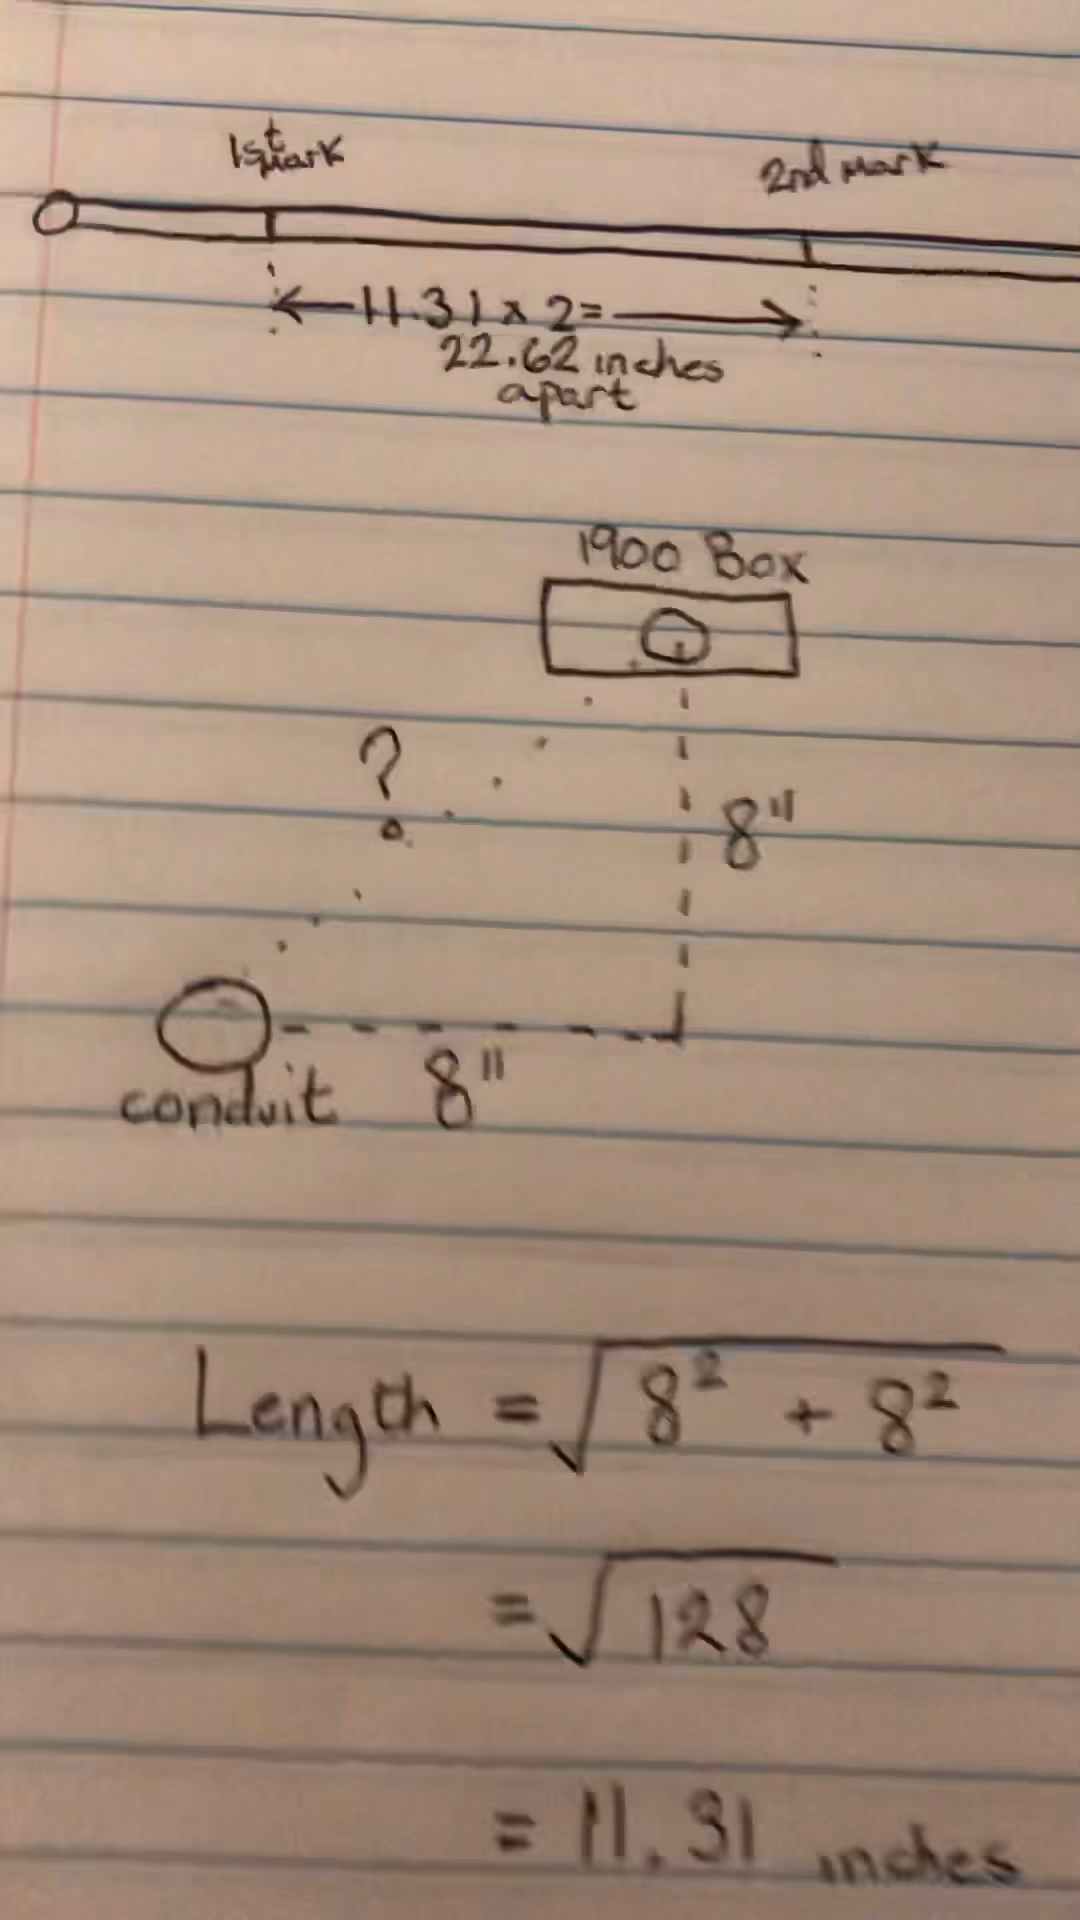 1st Mark
2nd Mark
11.31 x 2=
22.62 inches
apart
1900 Box
?
8"
8"
conduit
Length = √8² + 8²
= √128
= 11.31 inches